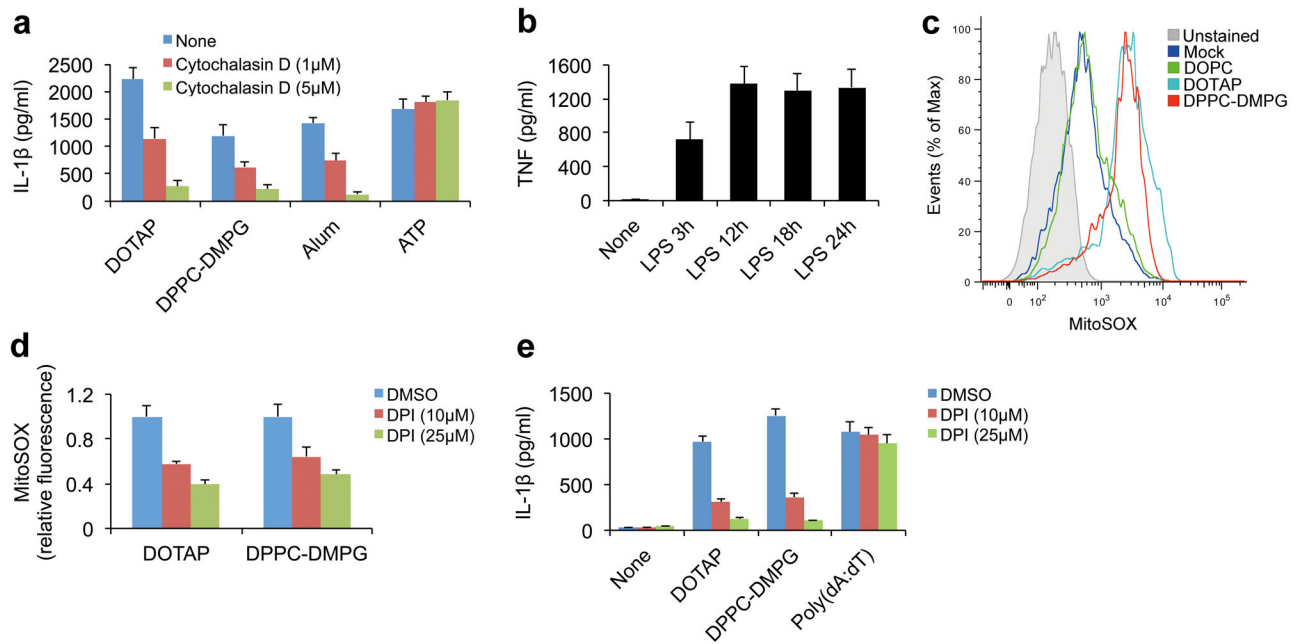 a
None
Cytochalasin D (1µM)
Cytochalasin D (5µM)
IL-1β (pg/ml)
2500
2000
1500
1000
500
0
DOTAP
DPPC-DMPG
Alum
ATP
b
TNF (pg/ml)
1600
1200
800
400
0
None
LPS 3h
LPS 12h
LPS 18h
LPS 24h
c
Unstained
Mock
DOPC
DOTAP
DPPC-DMPG
Events (% of Max)
100
80
60
40
20
0
0 10² 10³ 10⁴ 10⁵
MitoSOX
d
DMSO
DPI (10µM)
DPI (25µM)
MitoSOX
(relative fluorescence)
1.2
0.8
0.4
0
DOTAP DPPC-DMPG
e
DMSO
DPI (10µM)
DPI (25µM)
IL-1β (pg/ml)
1500
1000
500
0
None
DOTAP
DPPC-DMPG
Poly(dA:dT)